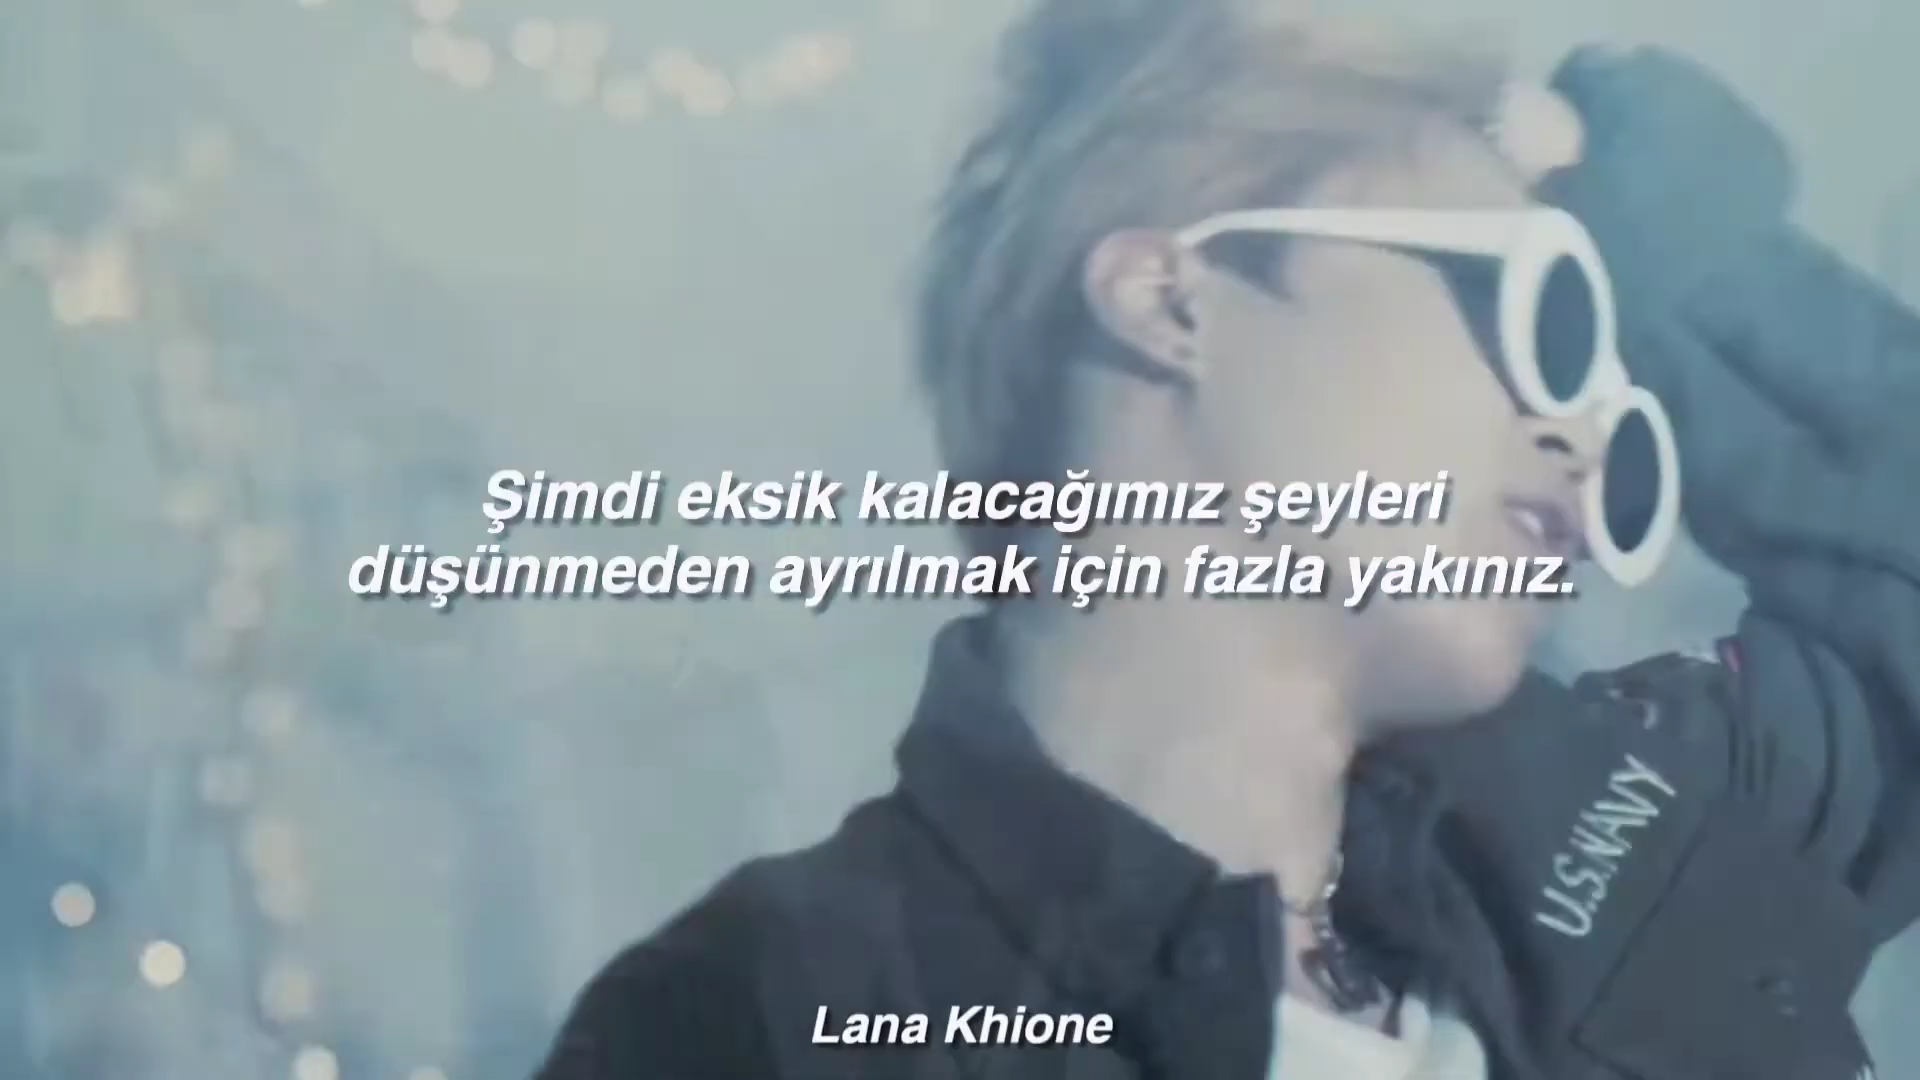 Şimdi eksik kalacağımız şeyleri
düşünmeden ayrılmak için fazla yakınız.
U.S.NAVY
Lana Khione